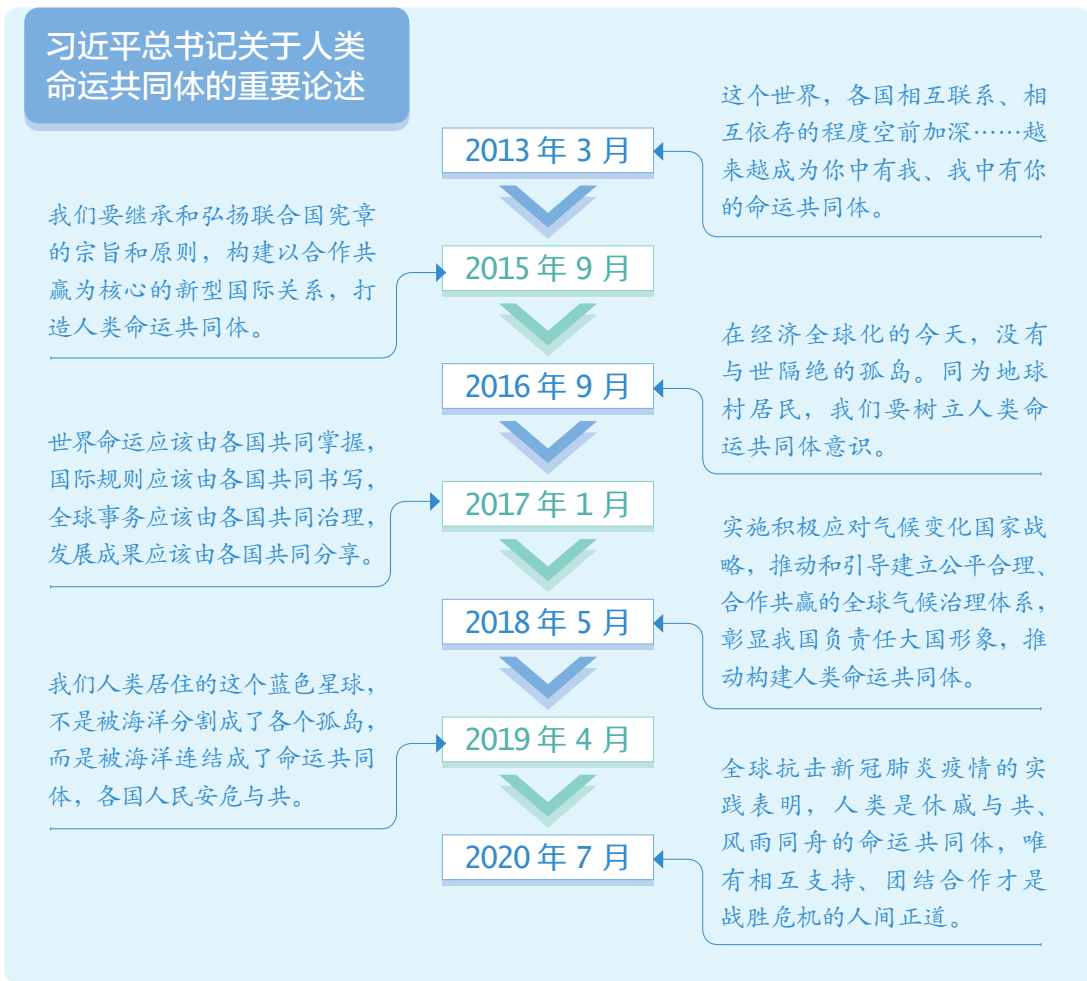 习近平总书记关于人类
命运共同体的重要论述
2013 年 3 月
这个世界，各国相互联系、相
互依存的程度空前加深……越
来越成为你中有我、我中有你
的命运共同体。
我们要继承和弘扬联合国宪章
的宗旨和原则，构建以合作共
赢为核心的新型国际关系，打
造人类命运共同体。
2015 年 9 月
2016 年 9 月
在经济全球化的今天，没有
与世隔绝的孤岛。同为地球
村居民，我们要树立人类命
运共同体意识。
世界命运应该由各国共同掌握，
国际规则应该由各国共同书写，
全球事务应该由各国共同治理，
发展成果应该由各国共同分享。
2017 年 1 月
2018 年 5 月
实施积极应对气候变化国家战
略，推动和引导建立公平合理、
合作共赢的全球气候治理体系，
彰显我国负责任大国形象，推
动构建人类命运共同体。
我们人类居住的这个蓝色星球，
不是被海洋分割成了各个孤岛，
而是被海洋连结成了命运共同
体，各国人民安危与共。
2019 年 4 月
2020 年 7 月
全球抗击新冠肺炎疫情的实
践表明，人类是休戚与共、
风雨同舟的命运共同体，唯
有相互支持、团结合作才是
战胜危机的人间正道。